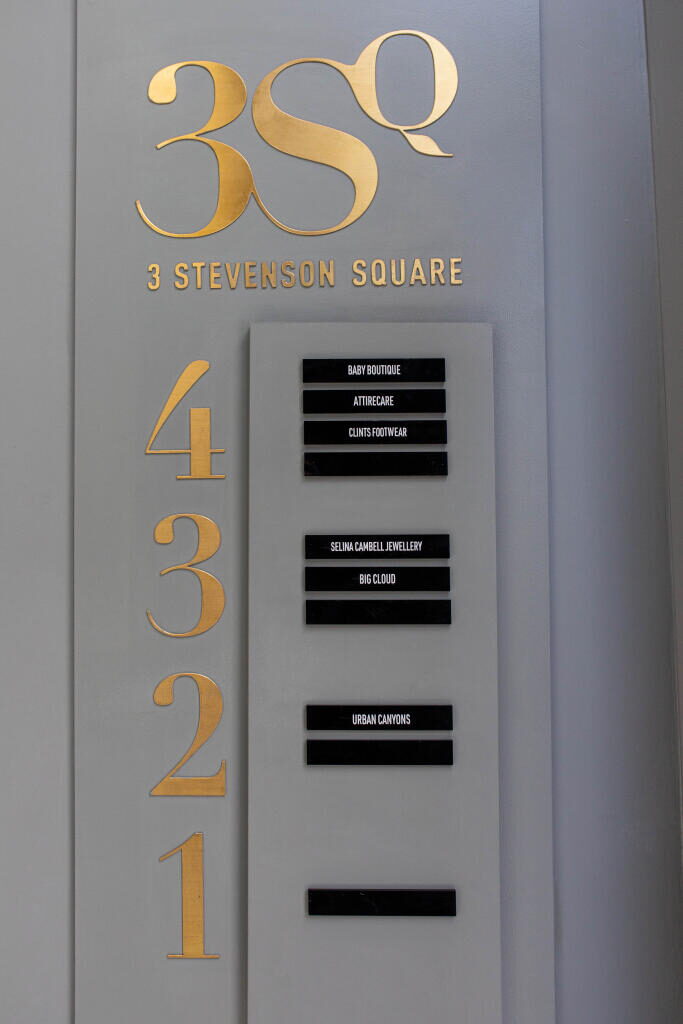 3SQ
3 STEVENSON SQUARE
4
BABY BOUTIQUE
ATTIRECARE
CLINTS FOOTWEAR
3
SELINA CAMBELL JEWELLERY
BIG CLOUD
2
URBAN CANYONS
1